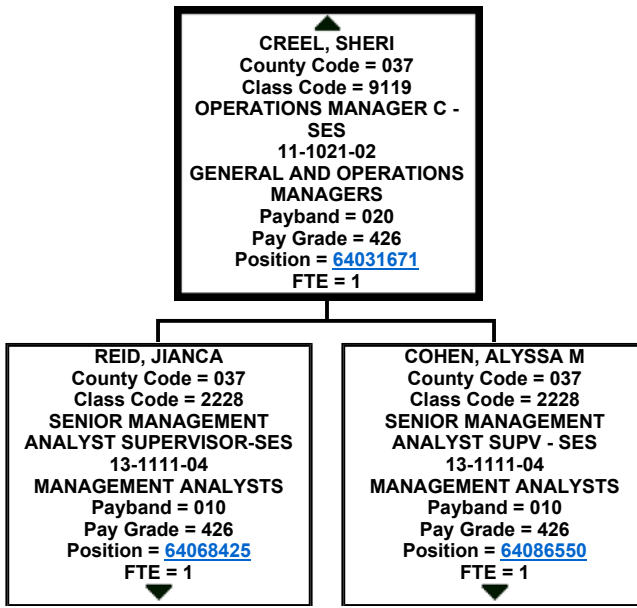 CREEL, SHERI
County Code = 037
Class Code = 9119
OPERATIONS MANAGER C -
SES
11-1021-02
GENERAL AND OPERATIONS
MANAGERS
Payband = 020
Pay Grade = 426
Position = 64031671
FTE = 1
REID, JIANCA
County Code = 037
Class Code = 2228
SENIOR MANAGEMENT
ANALYST SUPERVISOR-SES
13-1111-04
MANAGEMENT ANALYSTS
Payband = 010
Pay Grade = 426
Position = 64068425
FTE = 1
COHEN, ALYSSA M
County Code = 037
Class Code = 2228
SENIOR MANAGEMENT
ANALYST SUPV - SES
13-1111-04
MANAGEMENT ANALYSTS
Payband = 010
Pay Grade = 426
Position = 64086550
FTE = 1